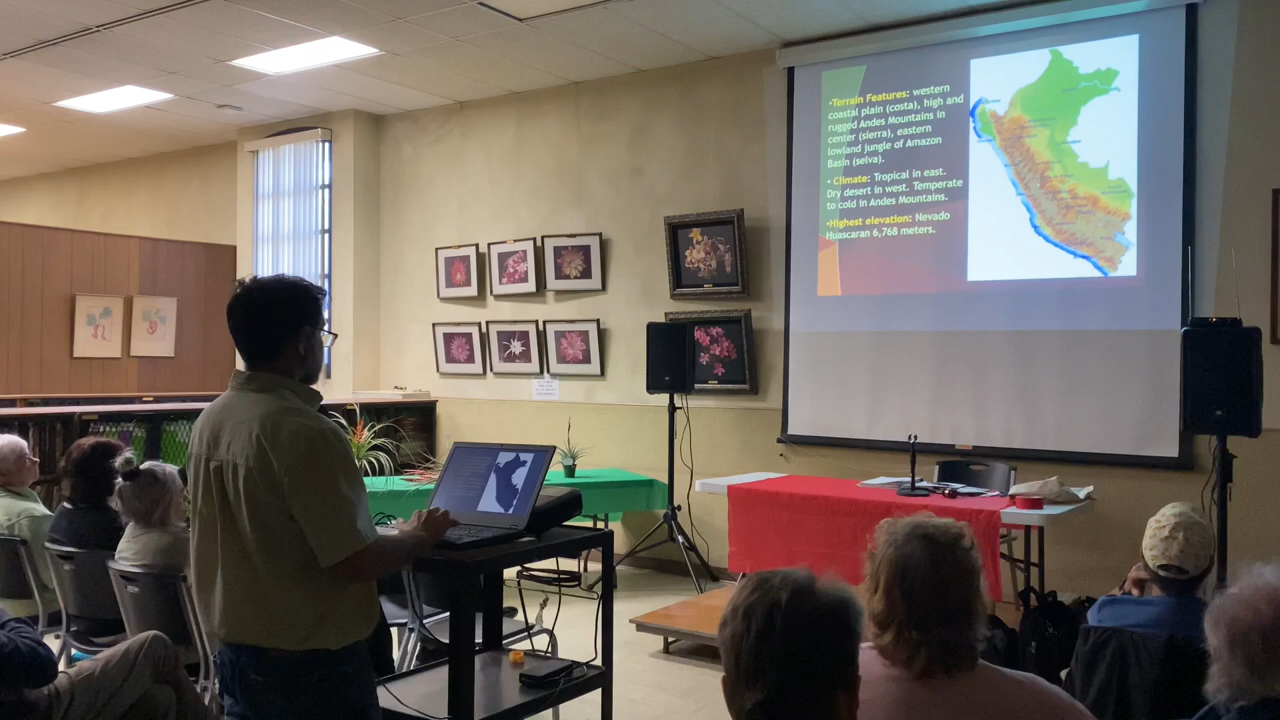 •Terrain Features: western
coastal plain (costa), high and
rugged Andes Mountains in
center (sierra), eastern
lowland jungle of Amazon
Basin (selva).
• Climate: Tropical in east.
Dry desert in west. Temperate
to cold in Andes Mountains.
•Highest elevation: Nevado
Huascaran 6,768 meters.